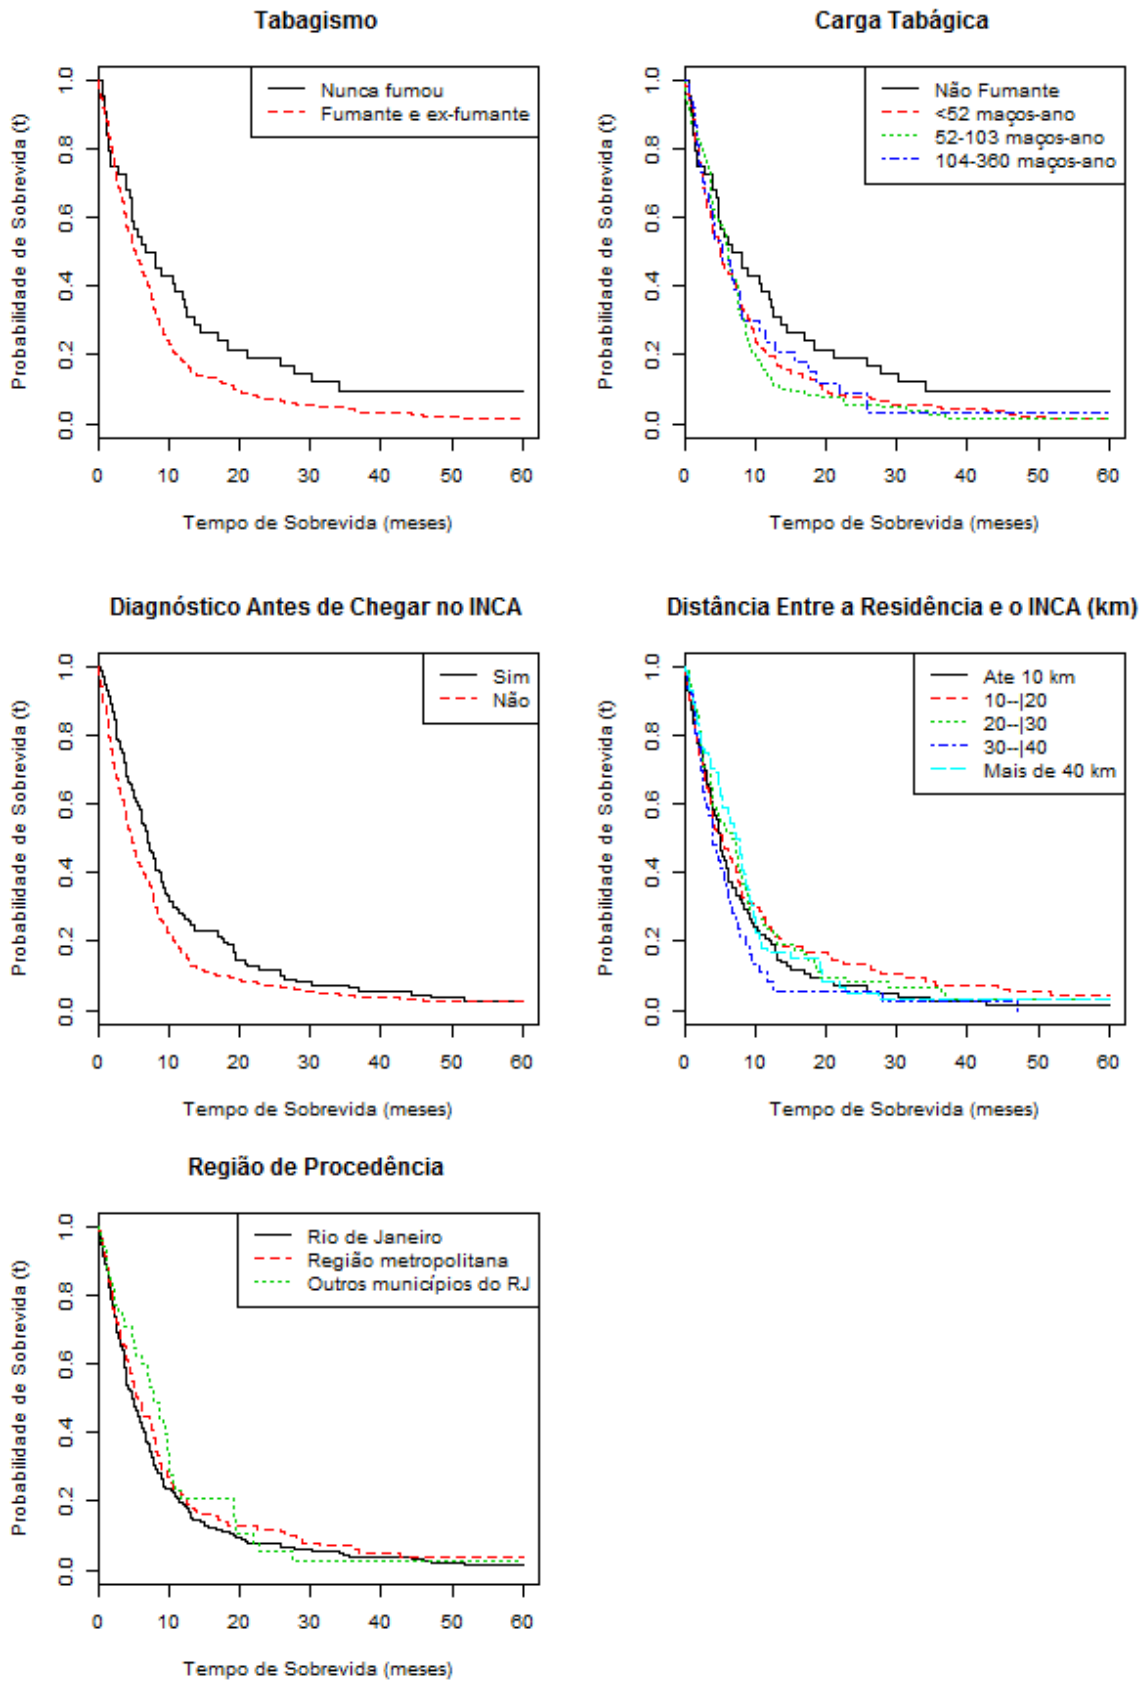 Tabagismo
Probabilidade de Sobrevida (t)
1.0
0.8
0.6
0.4
0.2
0.0
Nunca fumou
Fumante e ex-fumante
0 10 20 30 40 50 60
Tempo de Sobrevida (meses)
Carga Tabágica
Probabilidade de Sobrevida (t)
1.0
0.8
0.6
0.4
0.2
0.0
Não Fumante
<52 maços-ano
52-103 maços-ano
104-360 maços-ano
0 10 20 30 40 50 60
Tempo de Sobrevida (meses)
Diagnóstico Antes de Chegar no INCA
Probabilidade de Sobrevida (t)
1.0
0.8
0.6
0.4
0.2
0.0
Sim
Não
0 10 20 30 40 50 60
Tempo de Sobrevida (meses)
Distância Entre a Residência e o INCA (km)
Probabilidade de Sobrevida (t)
1.0
0.8
0.6
0.4
0.2
0.0
Ate 10 km
10--|20
20--|30
30--|40
Mais de 40 km
0 10 20 30 40 50 60
Tempo de Sobrevida (meses)
Região de Procedência
Probabilidade de Sobrevida (t)
1.0
0.8
0.6
0.4
0.2
0.0
Rio de Janeiro
Região metropolitana
Outros municípios do RJ
0 10 20 30 40 50 60
Tempo de Sobrevida (meses)